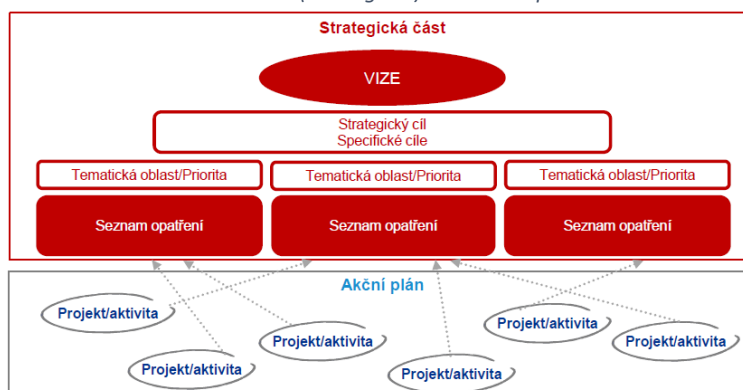 Strategická část
VIZE
Strategický cíl
Specifické cíle
Tematická oblast/Priorita
Tematická oblast/Priorita
Tematická oblast/Priorita
Seznam opatření
Seznam opatření
Seznam opatření
Akční plán
Projekt/aktivita
Projekt/aktivita
Projekt/aktivita
Projekt/aktivita
Projekt/aktivita
Projekt/aktivita